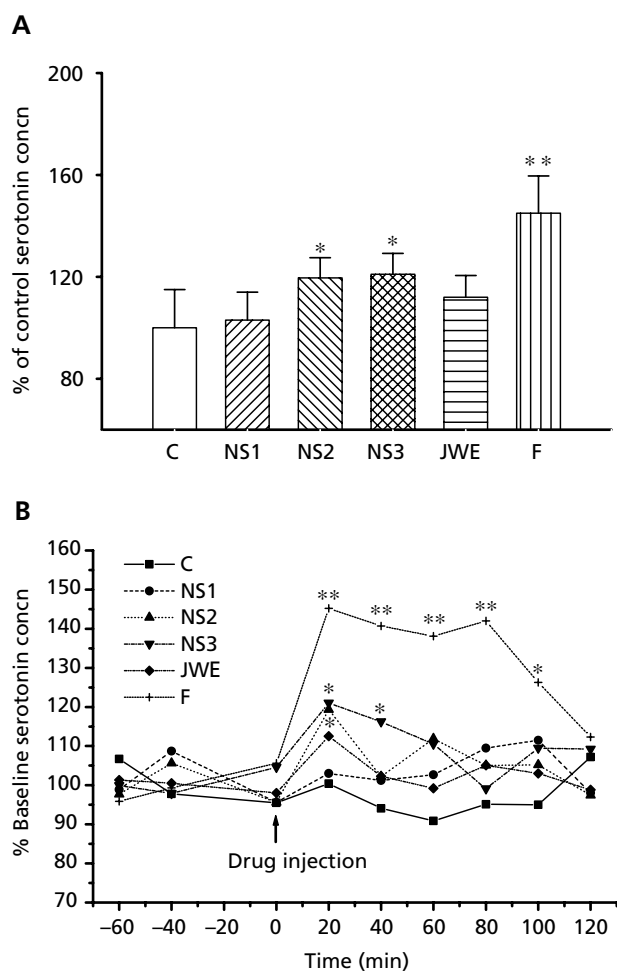 A
200
160
120
80
% of control serotonin concn
*
*
**
C NS1 NS2 NS3 JWE F
B
160
150
140
130
120
110
100
90
80
70
% Baseline serotonin concn
C
NS1
NS2
NS3
JWE
F
** ** ** ** *
* *
*
Drug injection
−60 −40 −20 0 20 40 60 80 100 120
Time (min)